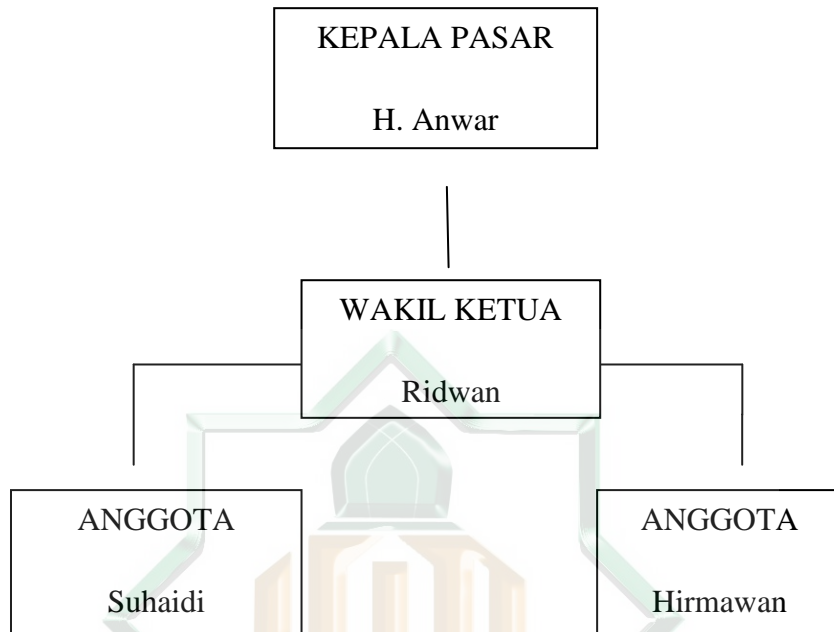 KEPALA PASAR
H. Anwar
WAKIL KETUA
Ridwan
ANGGOTA
Suhaidi
ANGGOTA
Hirmawan